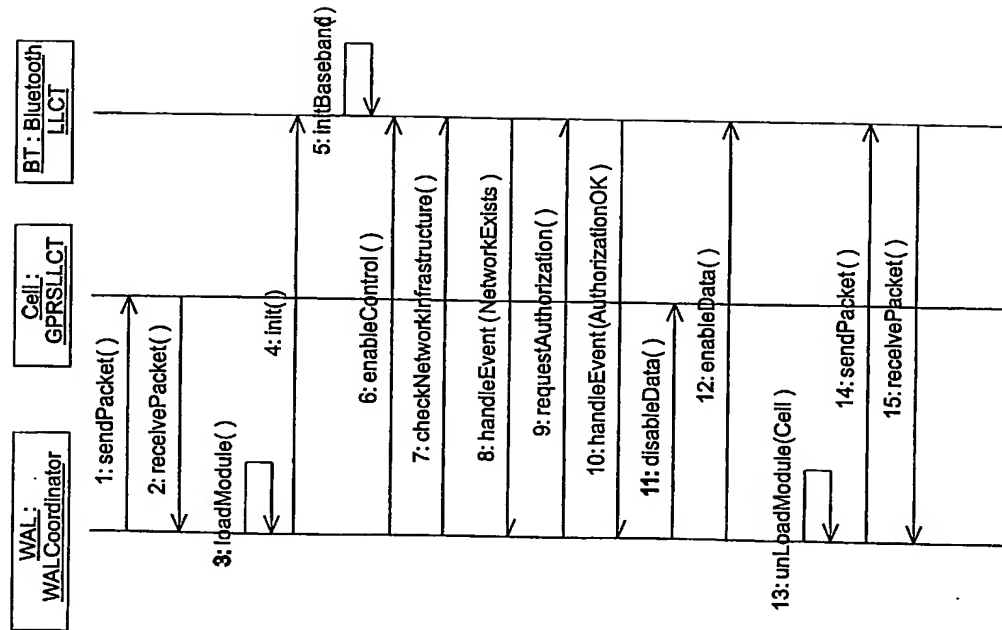 WAL :
WALCoordinator
Cell :
GPRSLLCT
BT : Bluetooth
LLCT
1: sendPacket( )
2: receivePacket( )
3: loadModule( )
4: init( )
5: initBaseband( )
6: enableControl( )
7: checkNetworkInfrastructure( )
8: handleEvent ( NetworkExists )
9: requestAuthorization( )
10: handleEvent(AuthorizationOK )
11: disableData( )
12: enableData( )
13: unLoadModule(Cell )
14: sendPacket( )
15: receivePacket( )